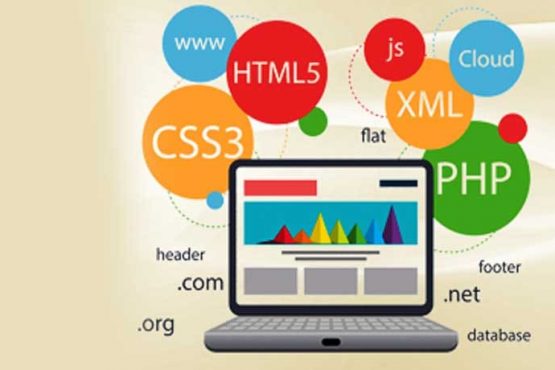 www
HTML5
js
Cloud
XML
CSS3
flat
PHP
header
.com
footer
.net
.org
database